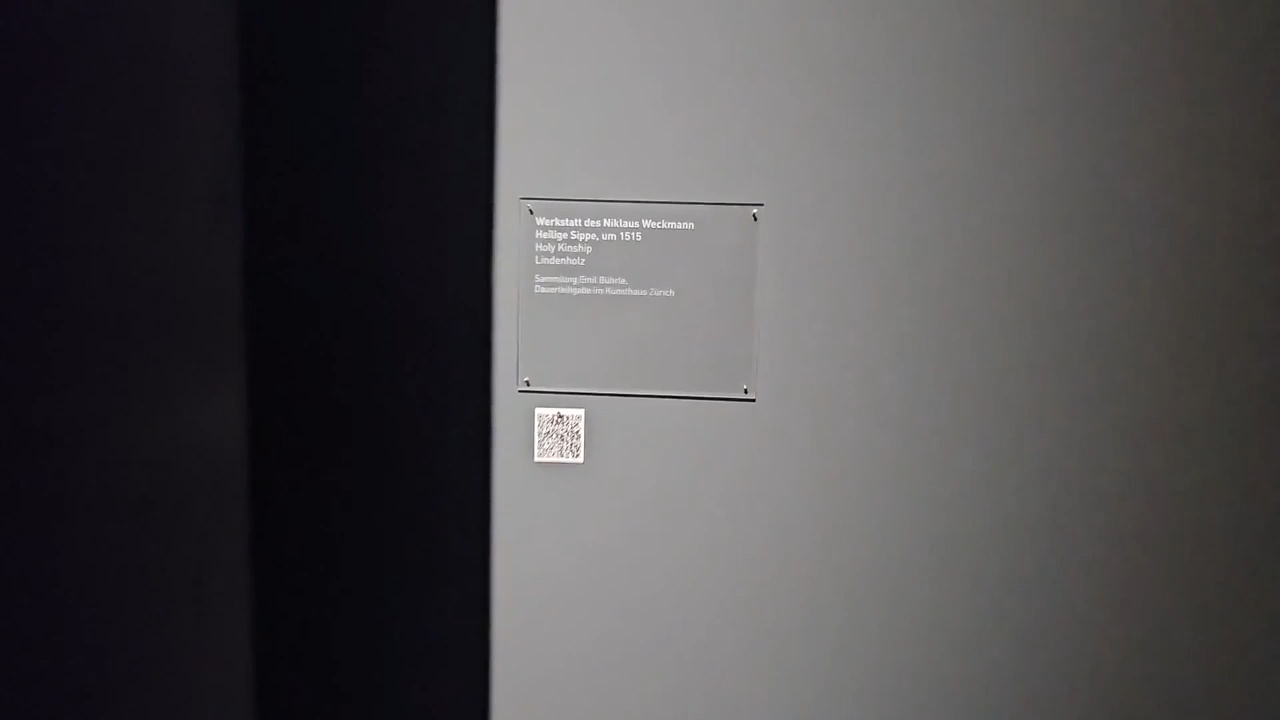 Werkstatt des Niklaus Weckmann
Heilige Sippe, um 1515
Holy Kinship
Lindenholz
Sammlung Emil Bührle,
Dauerleihgabe im Kunsthaus Zürich